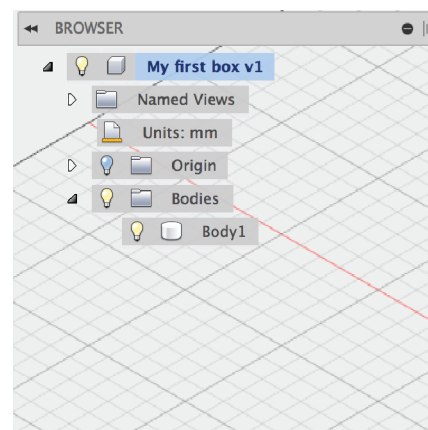 BROWSER
My first box v1
Named Views
Units: mm
Origin
Bodies
Body1